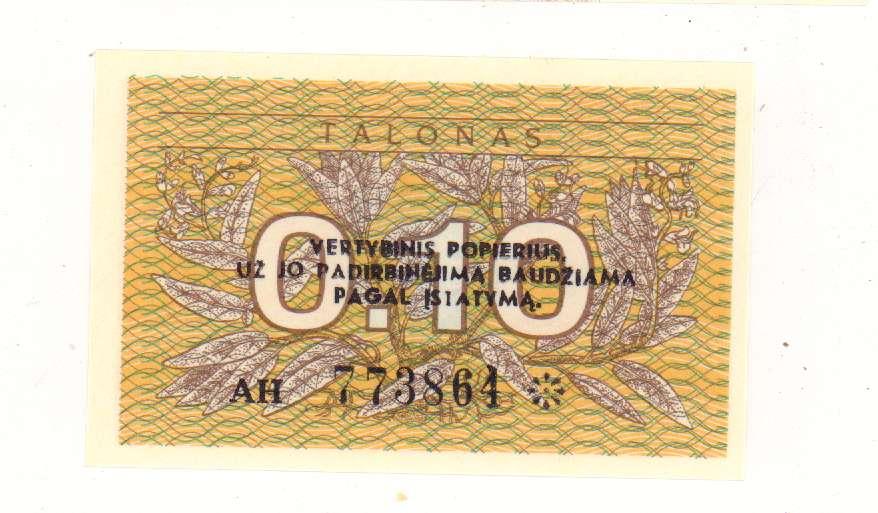 TALONAS
0.10
VERTYBINIS POPIERIUS,
UŽ JO PADIRBINĖJIMĄ BAUDŽIAMA
PAGAL ĮSTATYMĄ.
AH 773864